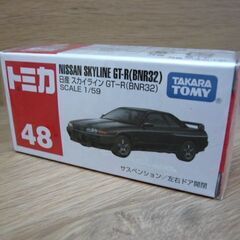 トミカ
48
NISSAN SKYLINE GT-R(BNR32)
日産 スカイライン GT-R(BNR32)
SCALE 1/59
TAKARA
TOMY
サスペンション/左右ドア開閉